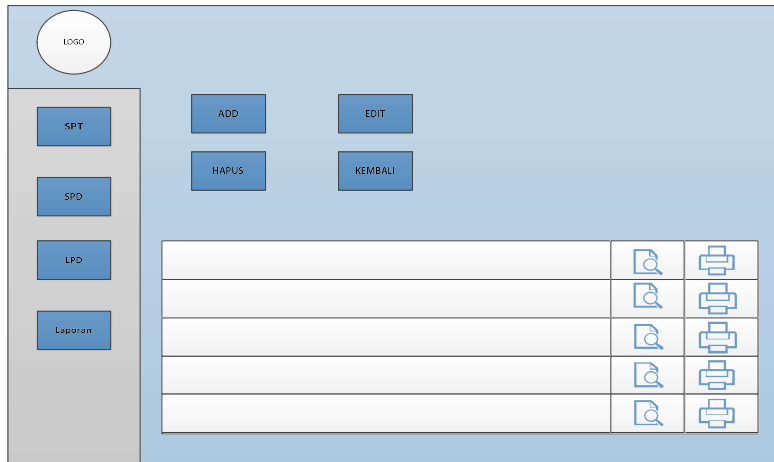 LOGO
SPT
SPD
LPD
Laporan
ADD
EDIT
HAPUS
KEMBALI